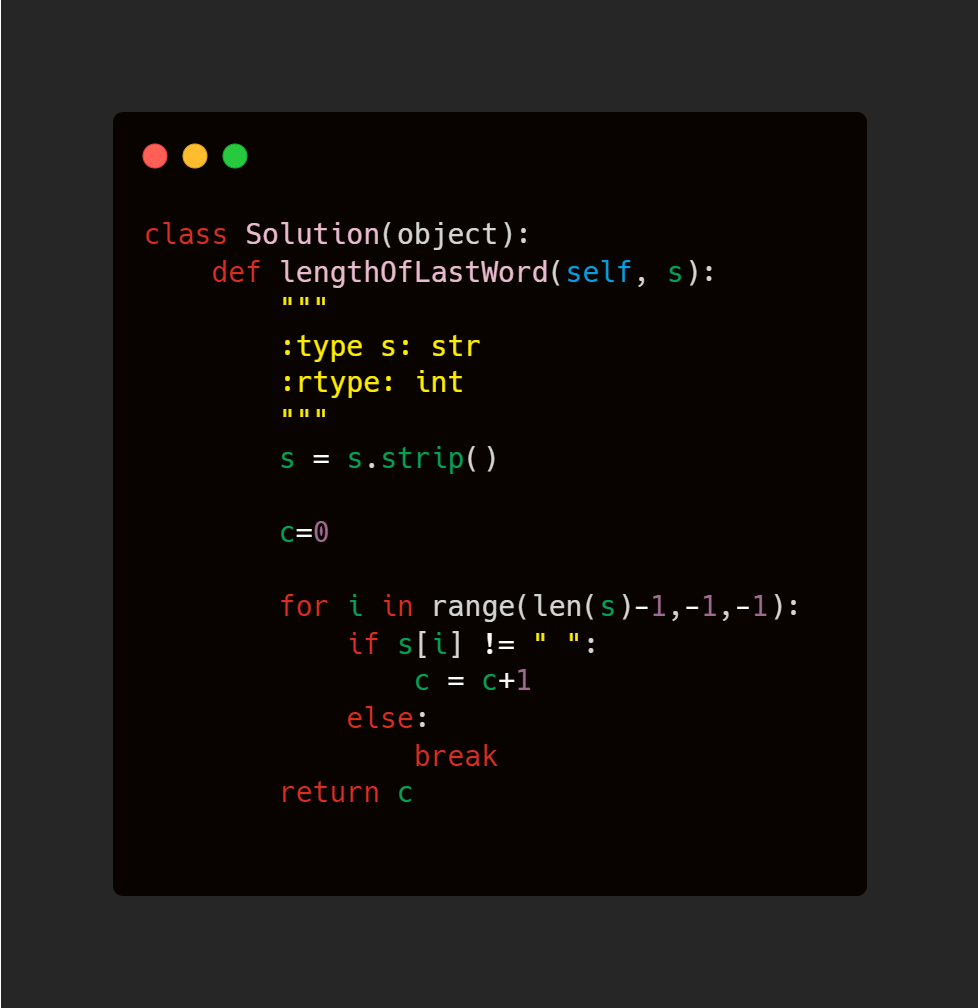 class Solution(object):
    def lengthOfLastWord(self, s):
        """
        :type s: str
        :rtype: int
        """
        s = s.strip()

        c=0

        for i in range(len(s)-1,-1,-1):
            if s[i] != " ":
                c = c+1
            else:
                break
        return c